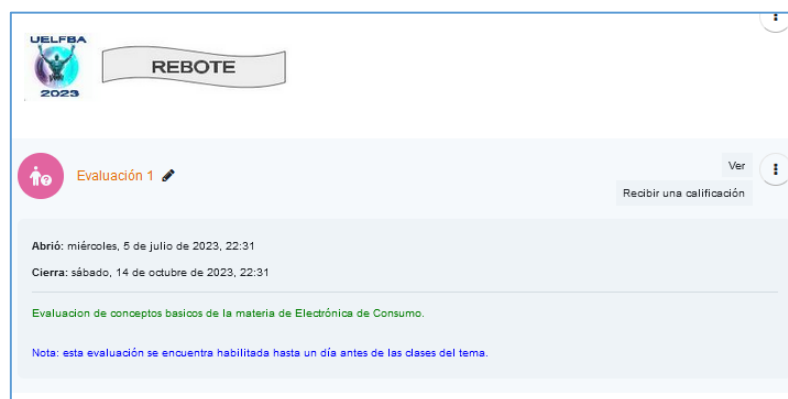 UELFBA
REBOTE
2023
Evaluación 1
Ver
Recibir una calificación
Abrió: miércoles, 5 de julio de 2023, 22:31
Cierra: sábado, 14 de octubre de 2023, 22:31
Evaluacion de conceptos basicos de la materia de Electrónica de Consumo.
Nota: esta evaluación se encuentra habilitada hasta un día antes de las clases del tema.